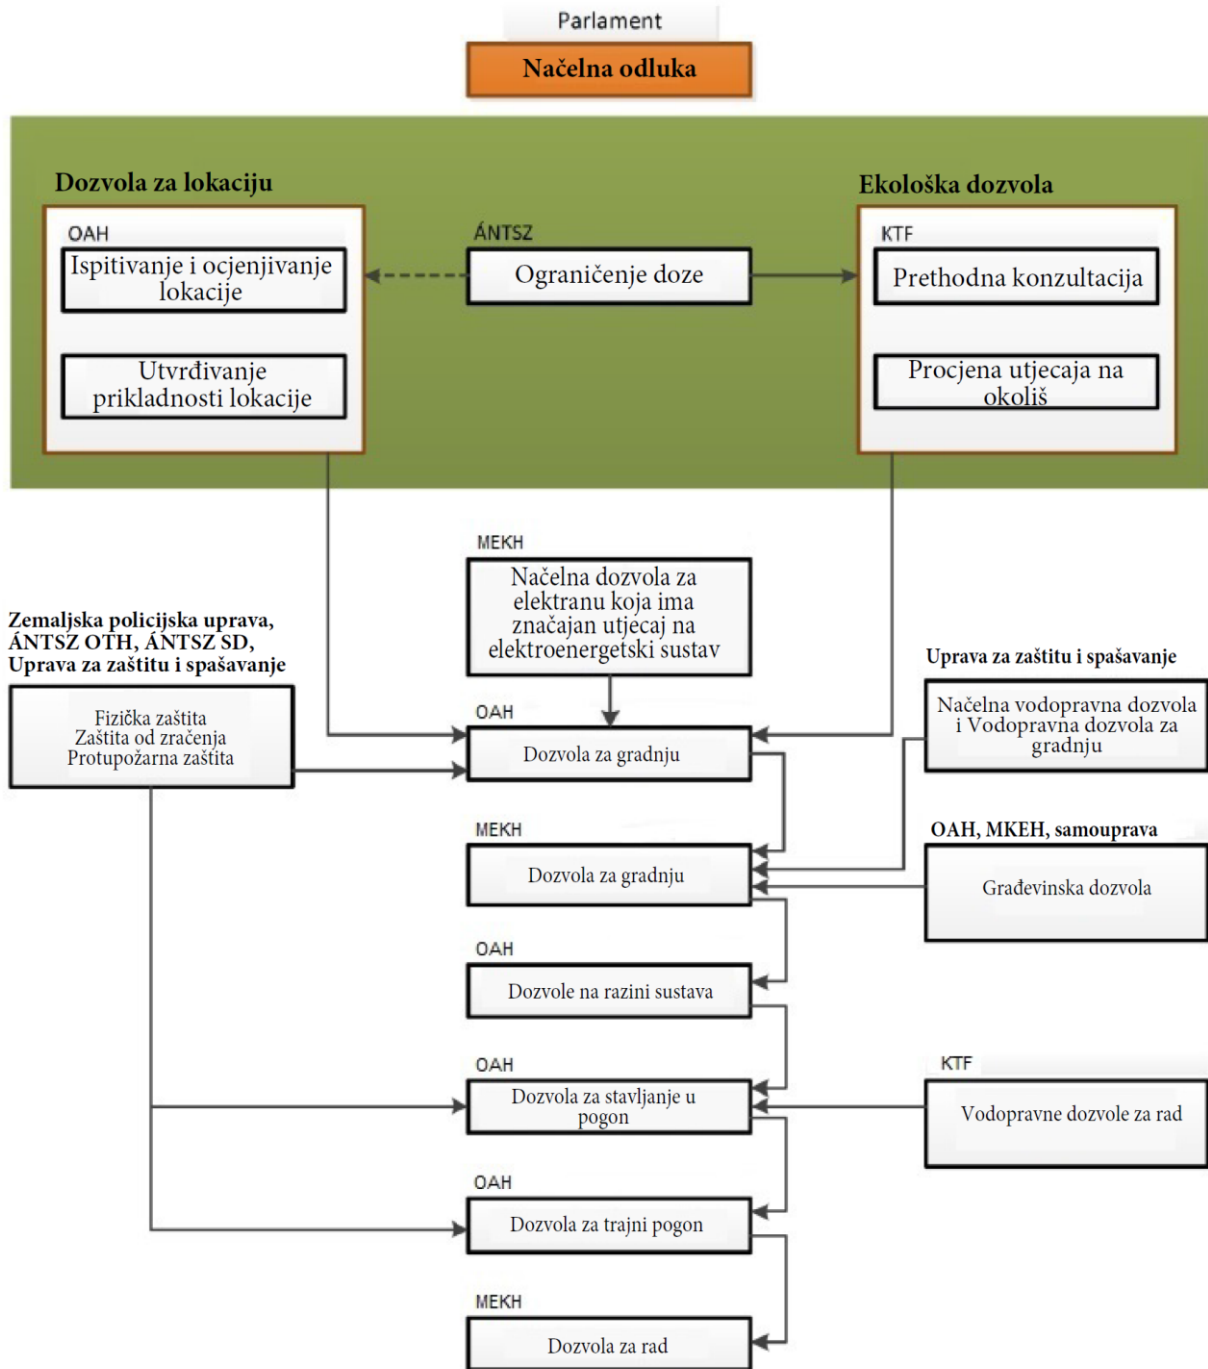 Parlament
Načelna odluka
Dozvola za lokaciju
OAH
Ispitivanje i ocjenjivanje
lokacije
Utvrđivanje
prikladnosti lokacije
ÁNTSZ
Ograničenje doze
Ekološka dozvola
KTF
Prethodna konzultacija
Procjena utjecaja na
okoliš
MEKH
Načelna dozvola za
elektranu koja ima
značajan utjecaj na
elektroenergetski sustav
Zemaljska policijska uprava,
ÁNTSZ OTH, ÁNTSZ SD,
Uprava za zaštitu i spašavanje
Fizička zaštita
Zaštita od zračenja
Protupožarna zaštita
OAH
Dozvola za gradnju
Uprava za zaštitu i spašavanje
Načelna vodopravna dozvola
i Vodopravna dozvola za
gradnju
MEKH
Dozvola za gradnju
OAH, MKEH, samouprava
Građevinska dozvola
OAH
Dozvole na razini sustava
OAH
Dozvola za stavljanje u
pogon
KTF
Vodopravne dozvole za rad
OAH
Dozvola za trajni pogon
MEKH
Dozvola za rad